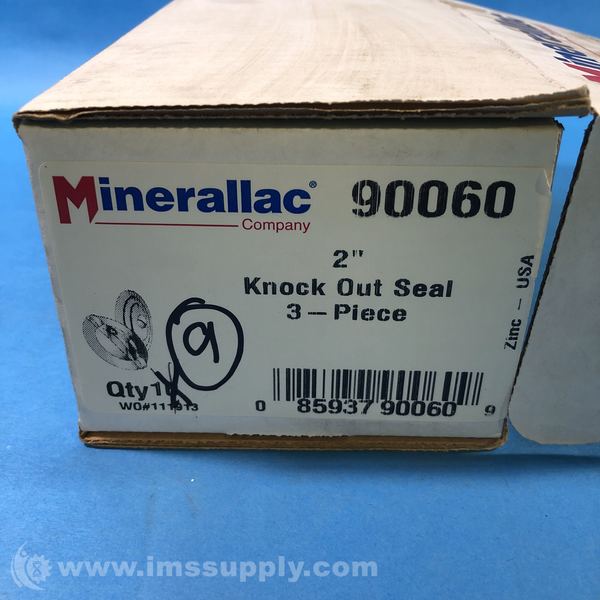 Minerallac® 90060
Company
2"
Knock Out Seal
3-Piece
Zinc - USA
9
WO#111913
0 85937 90060 9
www.imssupply.com